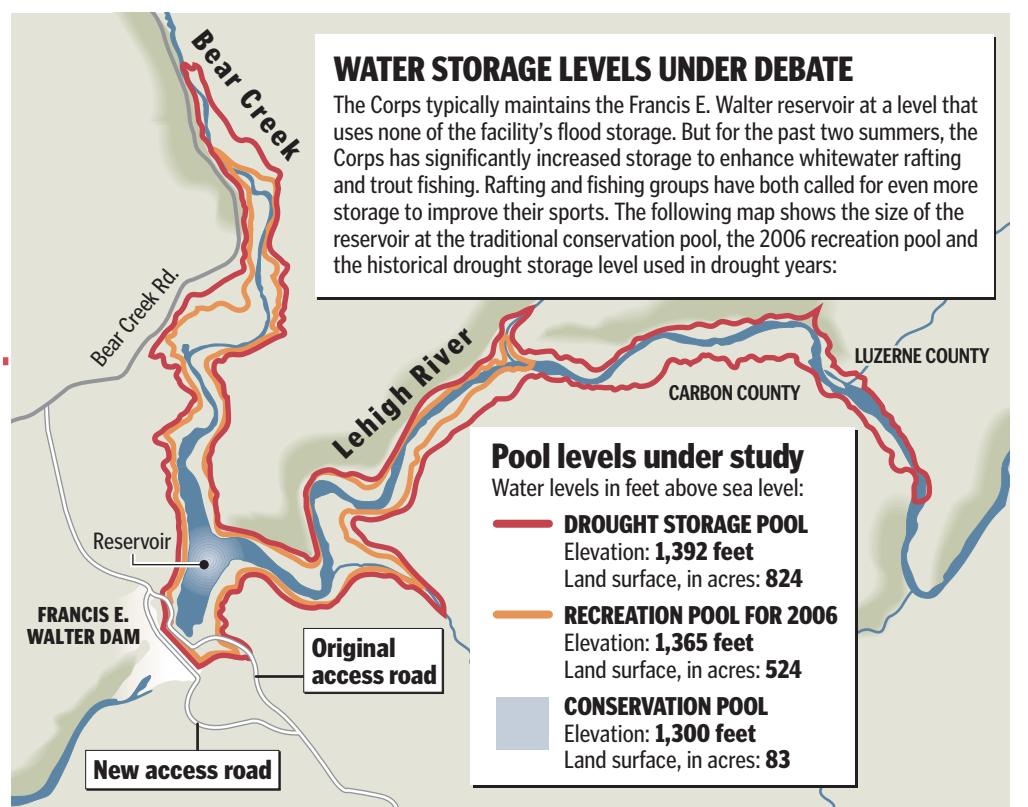 WATER STORAGE LEVELS UNDER DEBATE
The Corps typically maintains the Francis E. Walter reservoir at a level that
uses none of the facility’s flood storage. But for the past two summers, the
Corps has significantly increased storage to enhance whitewater rafting
and trout fishing. Rafting and fishing groups have both called for even more
storage to improve their sports. The following map shows the size of the
reservoir at the traditional conservation pool, the 2006 recreation pool and
the historical drought storage level used in drought years:
Bear Creek
Bear Creek Rd.
Lehigh River
LUZERNE COUNTY
CARBON COUNTY
Reservoir
FRANCIS E.
WALTER DAM
Original
access road
New access road
Pool levels under study
Water levels in feet above sea level:
DROUGHT STORAGE POOL
Elevation: 1,392 feet
Land surface, in acres: 824
RECREATION POOL FOR 2006
Elevation: 1,365 feet
Land surface, in acres: 524
CONSERVATION POOL
Elevation: 1,300 feet
Land surface, in acres: 83